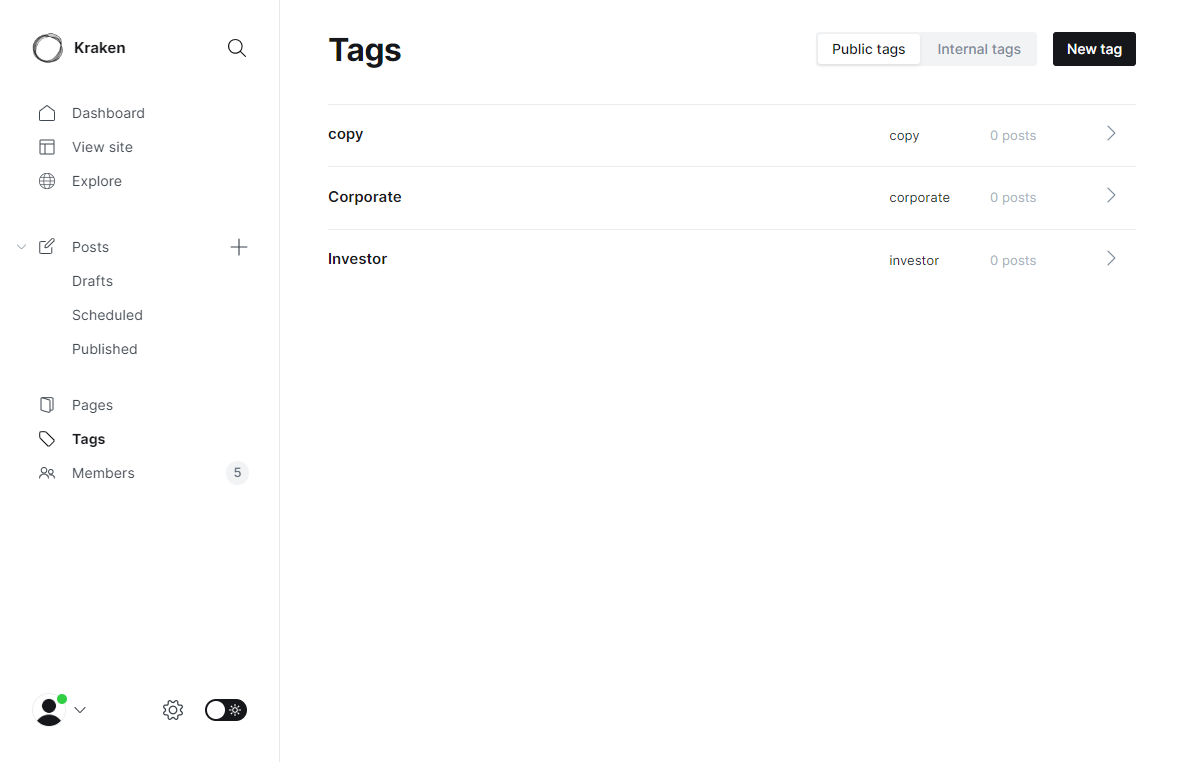 Kraken
Dashboard
View site
Explore
Posts
Drafts
Scheduled
Published
Pages
Tags
Members 5
Tags
Public tags Internal tags New tag
copy copy 0 posts
Corporate corporate 0 posts
Investor investor 0 posts